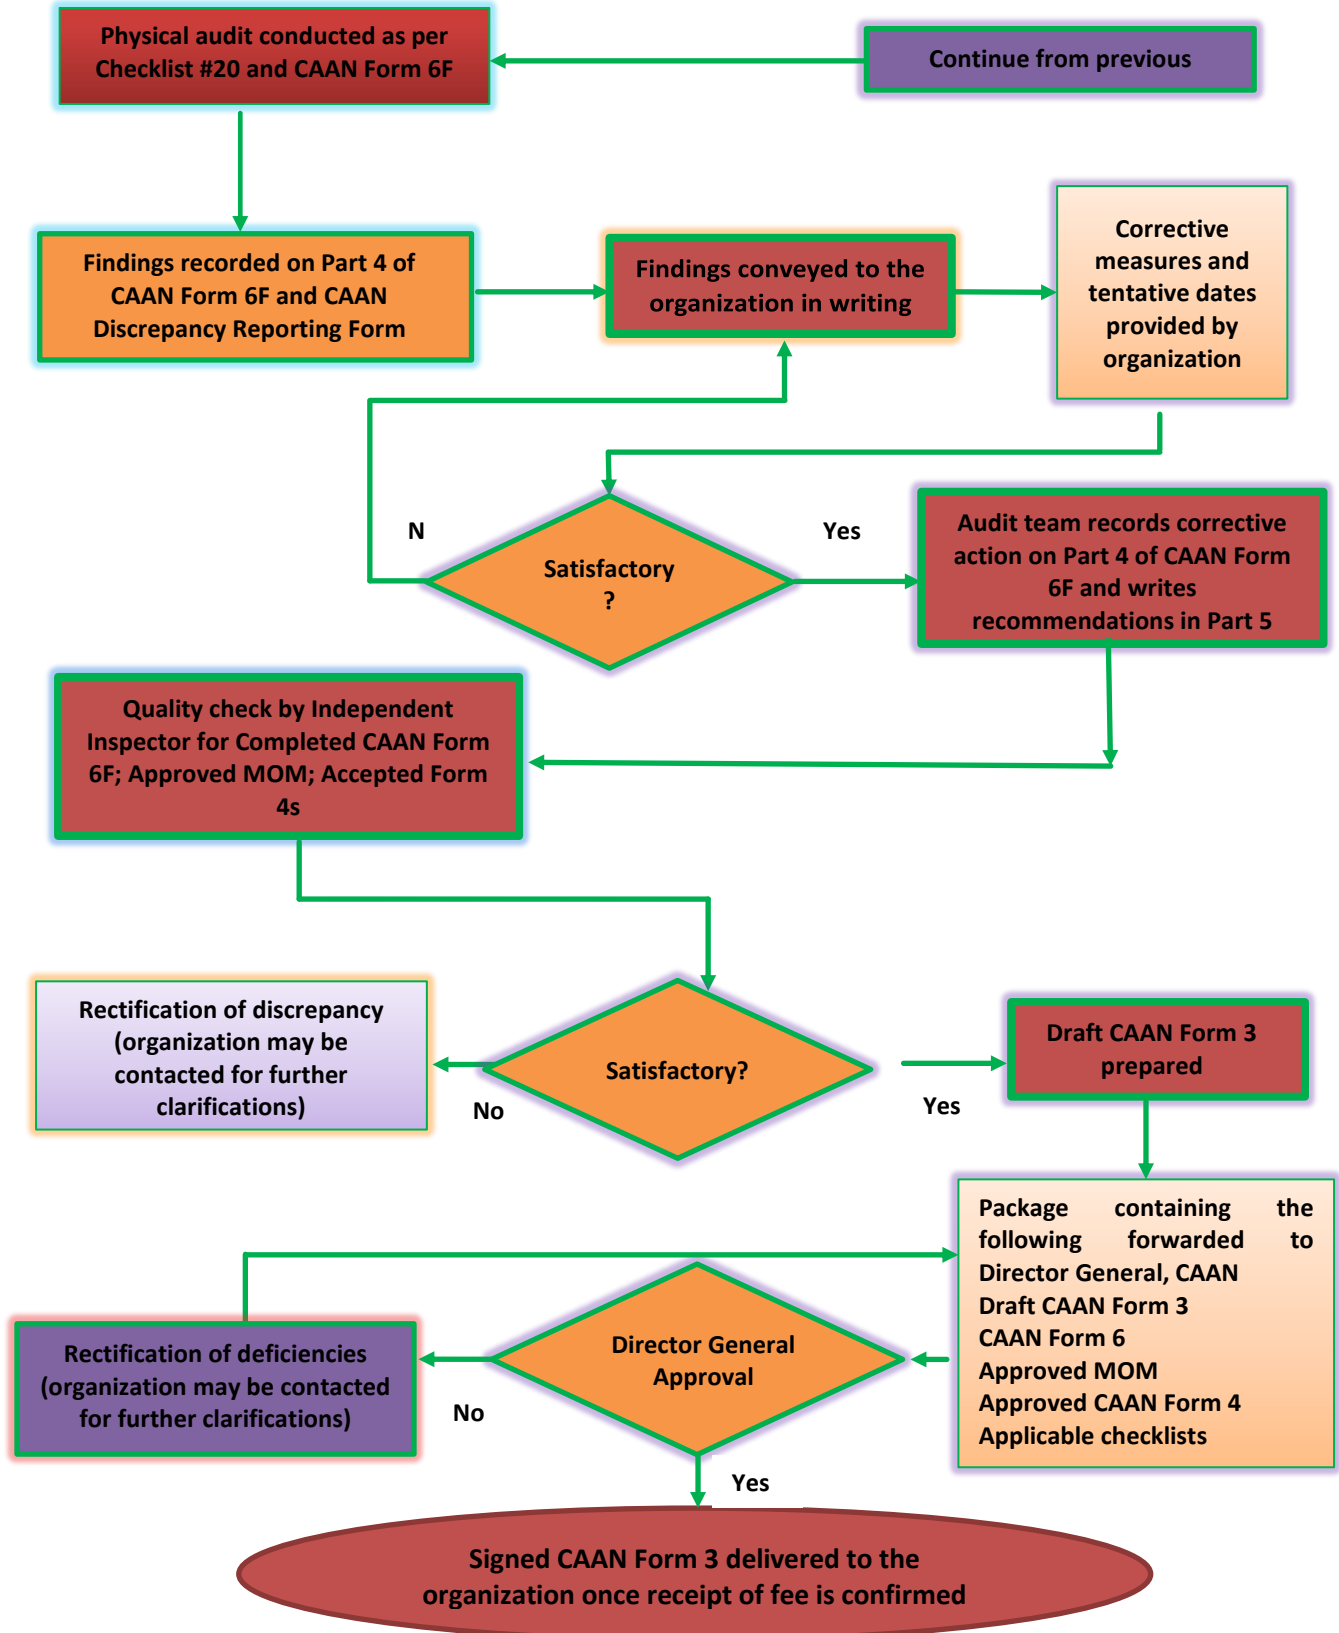 Physical audit conducted as per
Checklist #20 and CAAN Form 6F
Continue from previous
Findings recorded on Part 4 of
CAAN Form 6F and CAAN
Discrepancy Reporting Form
Findings conveyed to the
organization in writing
Corrective
measures and
tentative dates
provided by
organization
N
Satisfactory
?
Yes
Audit team records corrective
action on Part 4 of CAAN Form
6F and writes
recommendations in Part 5
Quality check by Independent
Inspector for Completed CAAN Form
6F; Approved MOM; Accepted Form
4s
Rectification of discrepancy
(organization may be
contacted for further
clarifications)
No
Satisfactory?
Yes
Draft CAAN Form 3
prepared
Package containing the
following forwarded to
Director General, CAAN
Draft CAAN Form 3
CAAN Form 6
Approved MOM
Approved CAAN Form 4
Applicable checklists
Director General
Approval
No
Rectification of deficiencies
(organization may be contacted
for further clarifications)
Yes
Signed CAAN Form 3 delivered to the
organization once receipt of fee is confirmed